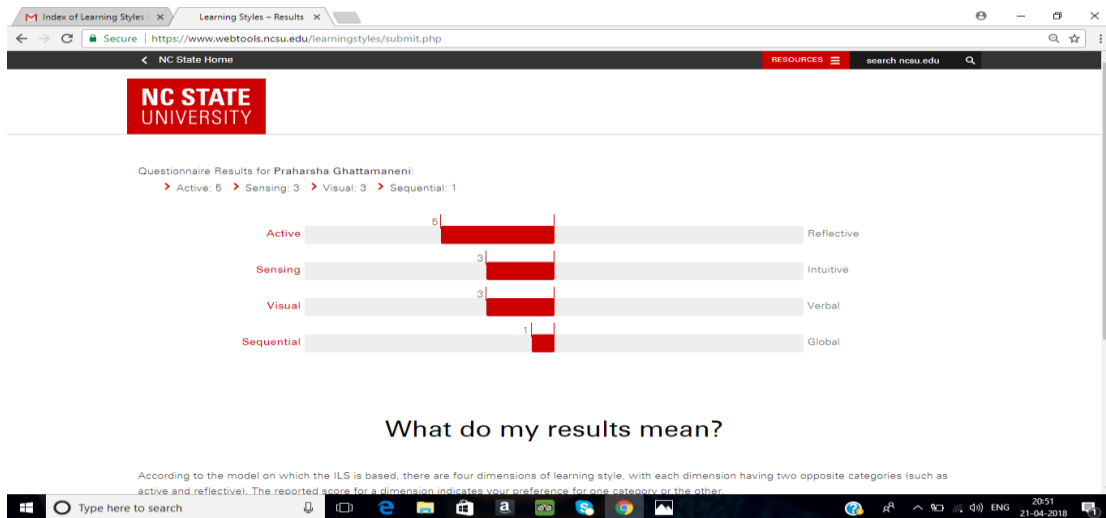 Index of Learning Styles
Learning Styles – Results
Secure | https://www.webtools.ncsu.edu/learningstyles/submit.php
NC State Home
RESOURCES
search ncsu.edu
NC STATE
UNIVERSITY
Questionnaire Results for Praharsha Ghattamaneni:
Active: 5 Sensing: 3 Visual: 3 Sequential: 1
5
Active Reflective
3
Sensing Intuitive
3
Visual Verbal
1
Sequential Global
What do my results mean?
According to the model on which the ILS is based, there are four dimensions of learning style, with each dimension having two opposite categories (such as
active and reflective). The reported score for a dimension indicates your preference for one category or the other.
Type here to search
ENG
20:51
21-04-2018